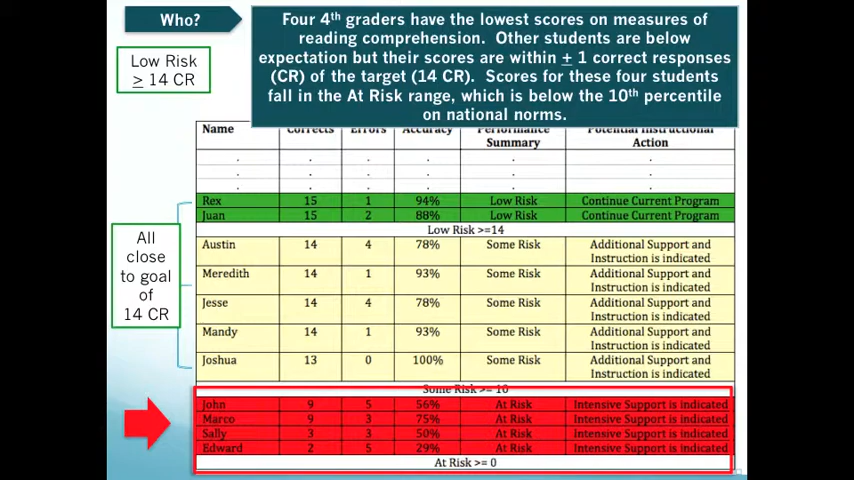 Who?
Four 4th graders have the lowest scores on measures of
reading comprehension. Other students are below
expectation but their scores are within + 1 correct responses
(CR) of the target (14 CR). Scores for these four students
fall in the At Risk range, which is below the 10th percentile
on national norms.
Low Risk
> 14 CR
Name Corrects Errors Accuracy Performance Summary Potential Instructional Action
. . . . . .
. . . . . .
. . . . . .
Rex 15 1 94% Low Risk Continue Current Program
Juan 15 2 88% Low Risk Continue Current Program
Low Risk >=14
All
close
to goal
of
14 CR
Austin 14 4 78% Some Risk Additional Support and
Instruction is indicated
Meredith 14 1 93% Some Risk Additional Support and
Instruction is indicated
Jesse 14 4 78% Some Risk Additional Support and
Instruction is indicated
Mandy 14 1 93% Some Risk Additional Support and
Instruction is indicated
Joshua 13 0 100% Some Risk Additional Support and
Instruction is indicated
Some Risk >= 10
John 9 5 56% At Risk Intensive Support is indicated
Marco 9 3 75% At Risk Intensive Support is indicated
Sally 3 3 50% At Risk Intensive Support is indicated
Edward 2 5 29% At Risk Intensive Support is indicated
At Risk >= 0